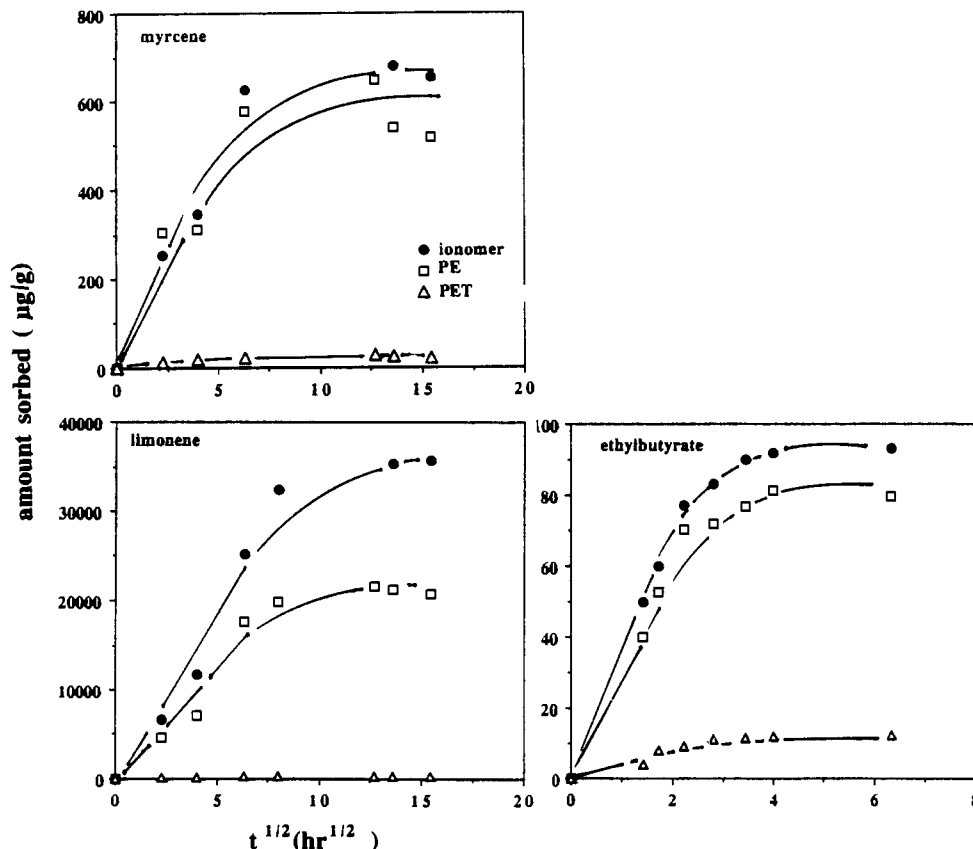 800
600
400
200
0
myrcene
ionomer
PE
PET
0 5 10 15 20
amount sorbed ( µg/g)
40000
30000
20000
10000
0
limonene
0 5 10 15 20
t 1/2 (hr1/2 )
100
80
60
40
20
0
ethylbutyrate
0 2 4 6 8